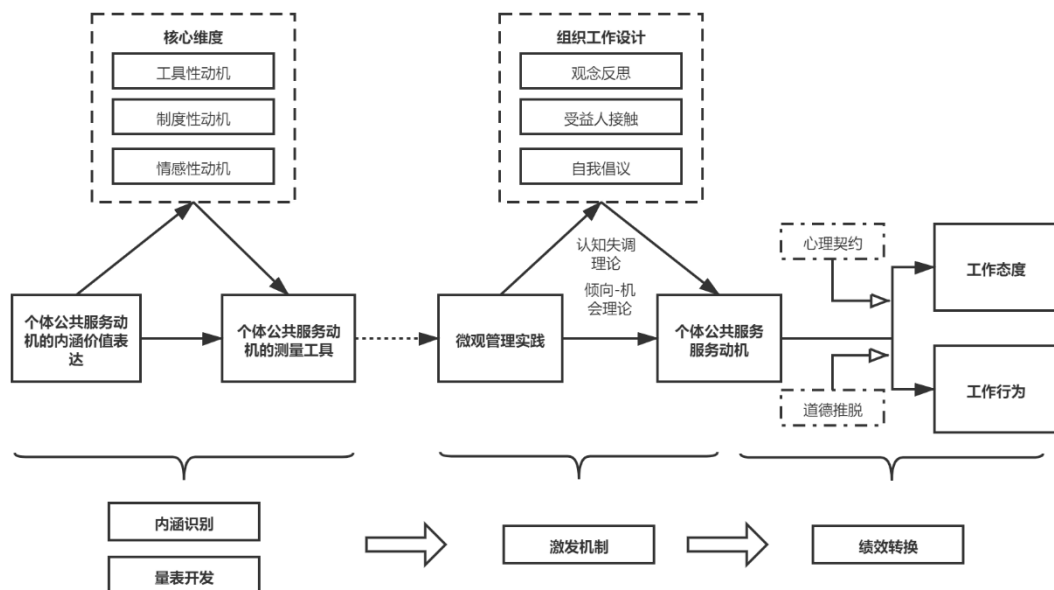 核心维度
工具性动机
制度性动机
情感性动机
组织工作设计
观念反思
受益人接触
自我倡议
认知失调
理论
倾向-机
会理论
个体公共服务动
机的内涵价值表
达
个体公共服务动
机的测量工具
微观管理实践
个体公共服务
服务动机
心理契约
道德推脱
工作态度
工作行为
内涵识别
量表开发
激发机制
绩效转换